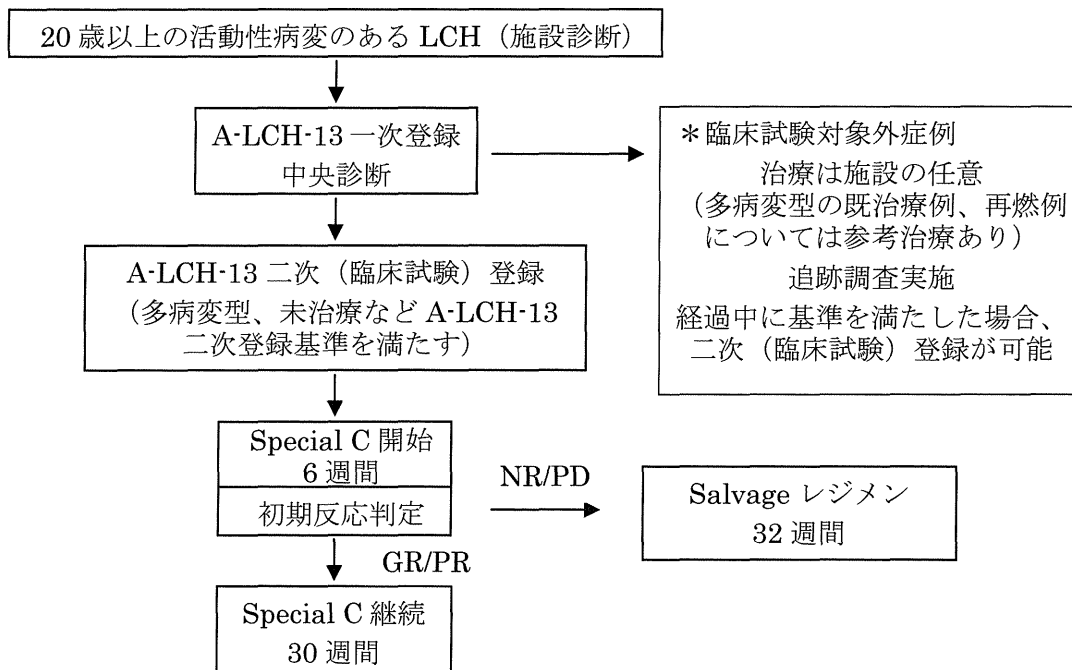 20 歳以上の活動性病変のある LCH（施設診断）
A-LCH-13 一次登録
中央診断
＊臨床試験対象外症例
治療は施設の任意
（多病変型の既治療例、再燃例
については参考治療あり）
追跡調査実施
経過中に基準を満たした場合、
二次（臨床試験）登録が可能
A-LCH-13 二次（臨床試験）登録
（多病変型、未治療など A-LCH-13
二次登録基準を満たす）
Special C 開始
6 週間
初期反応判定
NR/PD
Salvage レジメン
32 週間
GR/PR
Special C 継続
30 週間